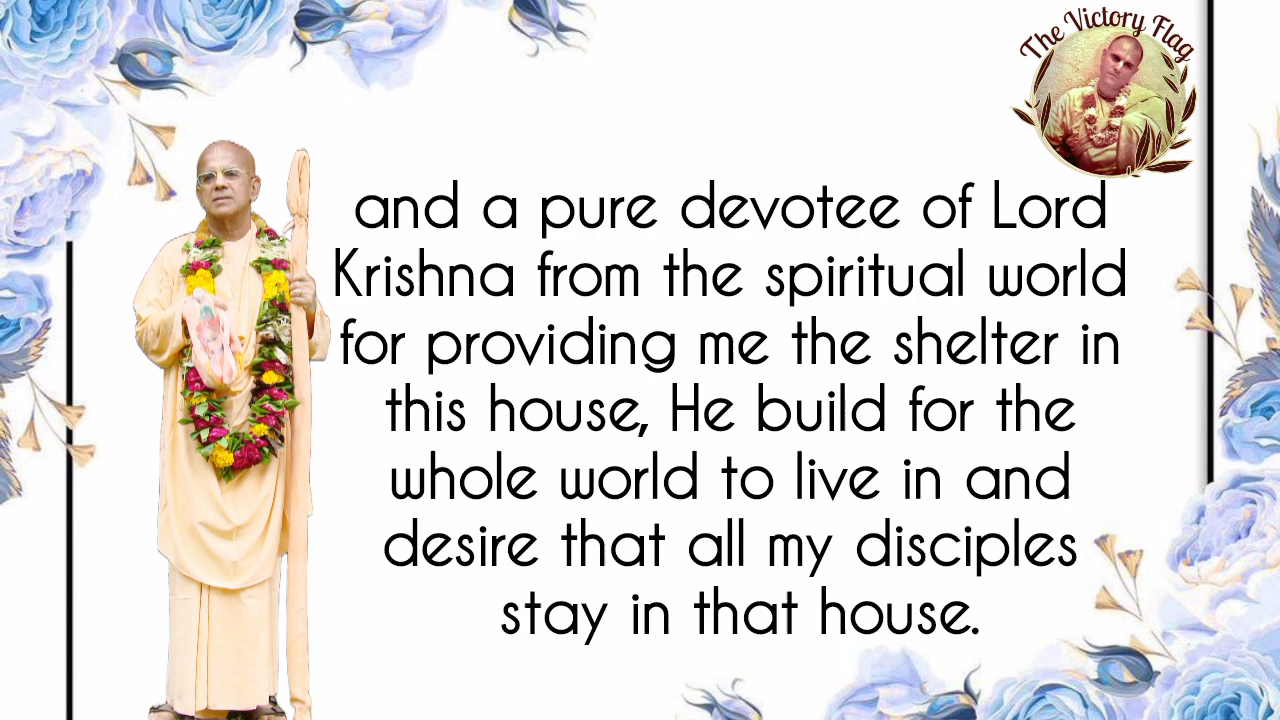 The Victory Flag
and a pure devotee of Lord
Krishna from the spiritual world
for providing me the shelter in
this house, He build for the
whole world to live in and
desire that all my disciples
stay in that house.